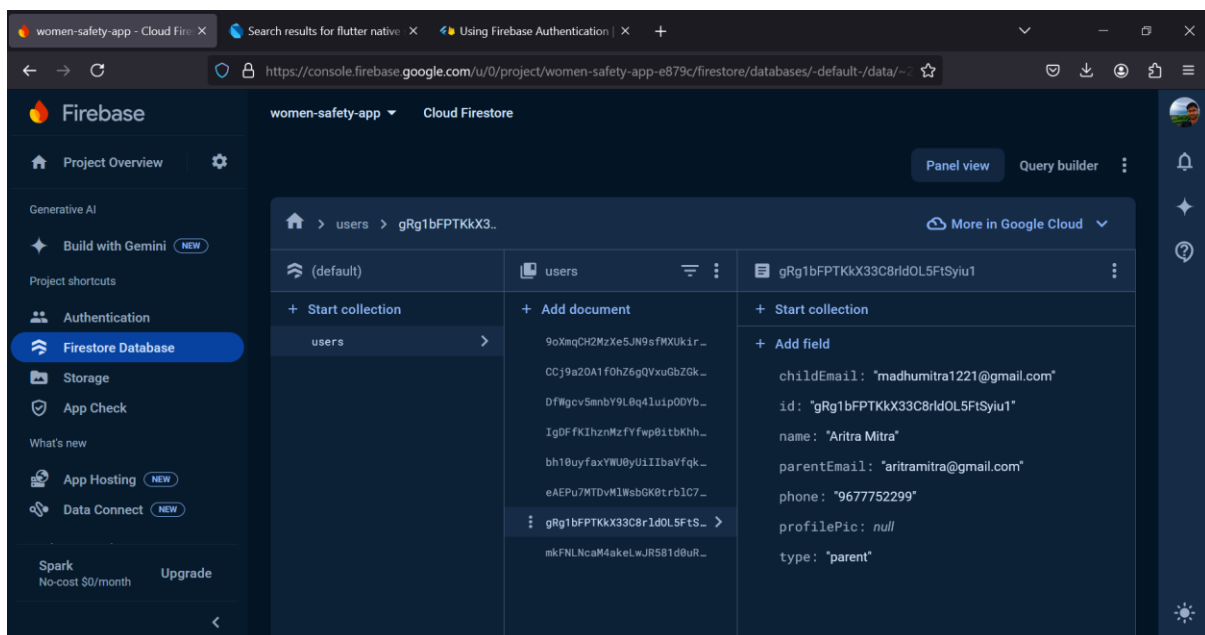 women-safety-app - Cloud Fire
Search results for flutter native
Using Firebase Authentication |
https://console.firebase.google.com/u/0/project/women-safety-app-e879c/firestore/databases/-default-/data/~2
Firebase
women-safety-app
Cloud Firestore
Project Overview
Panel view
Query builder
Generative AI
Build with Gemini NEW
Project shortcuts
Authentication
Firestore Database
Storage
App Check
What's new
App Hosting NEW
Data Connect NEW
Spark
No-cost $0/month
Upgrade
users > gRg1bFPTKkX3..
More in Google Cloud
(default)
+ Start collection
users
users
+ Add document
9oXmqCH2MzXe5JN9sfMXUkir…
CCj9a2OA1fOhZ6gQVxuGbZGk…
DfWgcv5mnbY9L0q4luipODYb…
IgDFfKIhznMzfYfwp0itbKhh…
bh10uyfaxYWU0yUiIIbaVfqk…
eAEPu7MTDvMlWsbGK0trblC7…
gRg1bFPTKkX33C8rldOL5FtS…
mkFNLNcaM4akeLwJR581d0uR…
gRg1bFPTKkX33C8rldOL5FtSyiu1
+ Start collection
+ Add field
childEmail: "madhumitra1221@gmail.com"
id: "gRg1bFPTKkX33C8rldOL5FtSyiu1"
name: "Aritra Mitra"
parentEmail: "aritramitra@gmail.com"
phone: "9677752299"
profilePic: null
type: "parent"